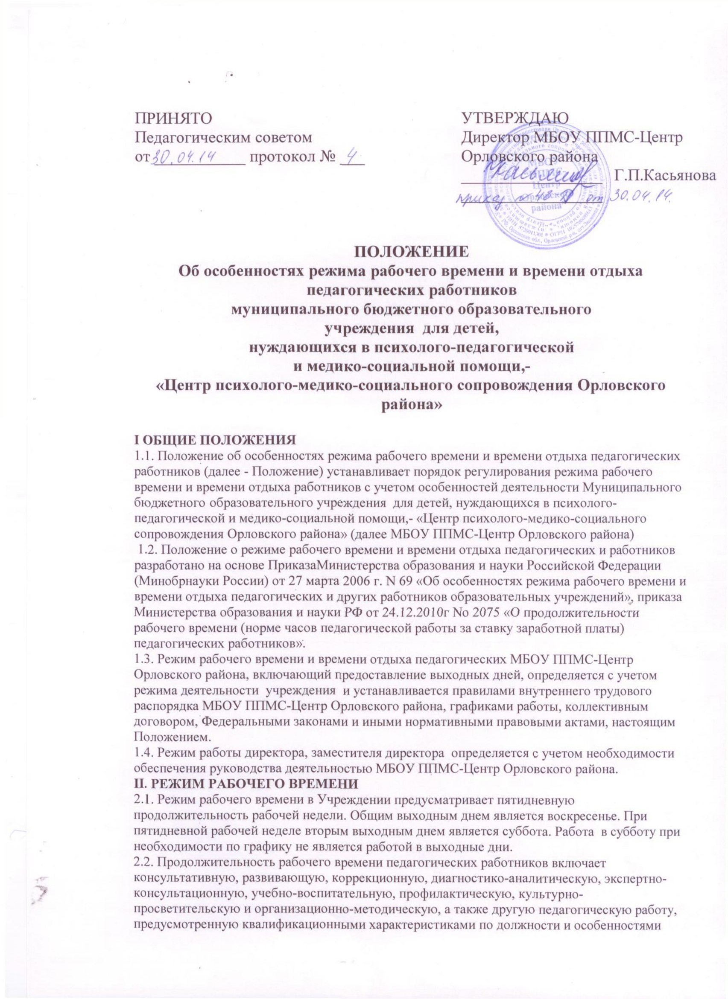 ПРИНЯТО
Педагогическим советом
от 30.04.14 протокол № 4
УТВЕРЖДАЮ
Директор МБОУ ППМС-Центр
Орловского района
Г.П.Касьянова
приказ № 48 Д от 30.04.14.
МБОУ
ППМС-
Центр
Орловского
района
ПОЛОЖЕНИЕ
Об особенностях режима рабочего времени и времени отдыха
педагогических работников
муниципального бюджетного образовательного
учреждения для детей,
нуждающихся в психолого-педагогической
и медико-социальной помощи,-
«Центр психолого-медико-социального сопровождения Орловского
района»
I ОБЩИЕ ПОЛОЖЕНИЯ
1.1. Положение об особенностях режима рабочего времени и времени отдыха педагогических
работников (далее - Положение) устанавливает порядок регулирования режима рабочего
времени и времени отдыха работников с учетом особенностей деятельности Муниципального
бюджетного образовательного учреждения для детей, нуждающихся в психолого-
педагогической и медико-социальной помощи,- «Центр психолого-медико-социального
сопровождения Орловского района» (далее МБОУ ППМС-Центр Орловского района)
1.2. Положение о режиме рабочего времени и времени отдыха педагогических и работников
разработано на основе ПриказаМинистерства образования и науки Российской Федерации
(Минобрнауки России) от 27 марта 2006 г. N 69 «Об особенностях режима рабочего времени и
времени отдыха педагогических и других работников образовательных учреждений», приказа
Министерства образования и науки РФ от 24.12.2010г No 2075 «О продолжительности
рабочего времени (норме часов педагогической работы за ставку заработной платы)
педагогических работников».
1.3. Режим рабочего времени и времени отдыха педагогических МБОУ ППМС-Центр
Орловского района, включающий предоставление выходных дней, определяется с учетом
режима деятельности учреждения и устанавливается правилами внутреннего трудового
распорядка МБОУ ППМС-Центр Орловского района, графиками работы, коллективным
договором, Федеральными законами и иными нормативными правовыми актами, настоящим
Положением.
1.4. Режим работы директора, заместителя директора определяется с учетом необходимости
обеспечения руководства деятельностью МБОУ ППМС-Центр Орловского района.
II. РЕЖИМ РАБОЧЕГО ВРЕМЕНИ
2.1. Режим рабочего времени в Учреждении предусматривает пятидневную
продолжительность рабочей недели. Общим выходным днем является воскресенье. При
пятидневной рабочей неделе вторым выходным днем является суббота. Работа в субботу при
необходимости по графику не является работой в выходные дни.
2.2. Продолжительность рабочего времени педагогических работников включает
консультативную, развивающую, коррекционную, диагностико-аналитическую, экспертно-
консультационную, учебно-воспитательную, профилактическую, культурно-
просветительскую и организационно-методическую, а также другую педагогическую работу,
предусмотренную квалификационными характеристиками по должности и особенностями